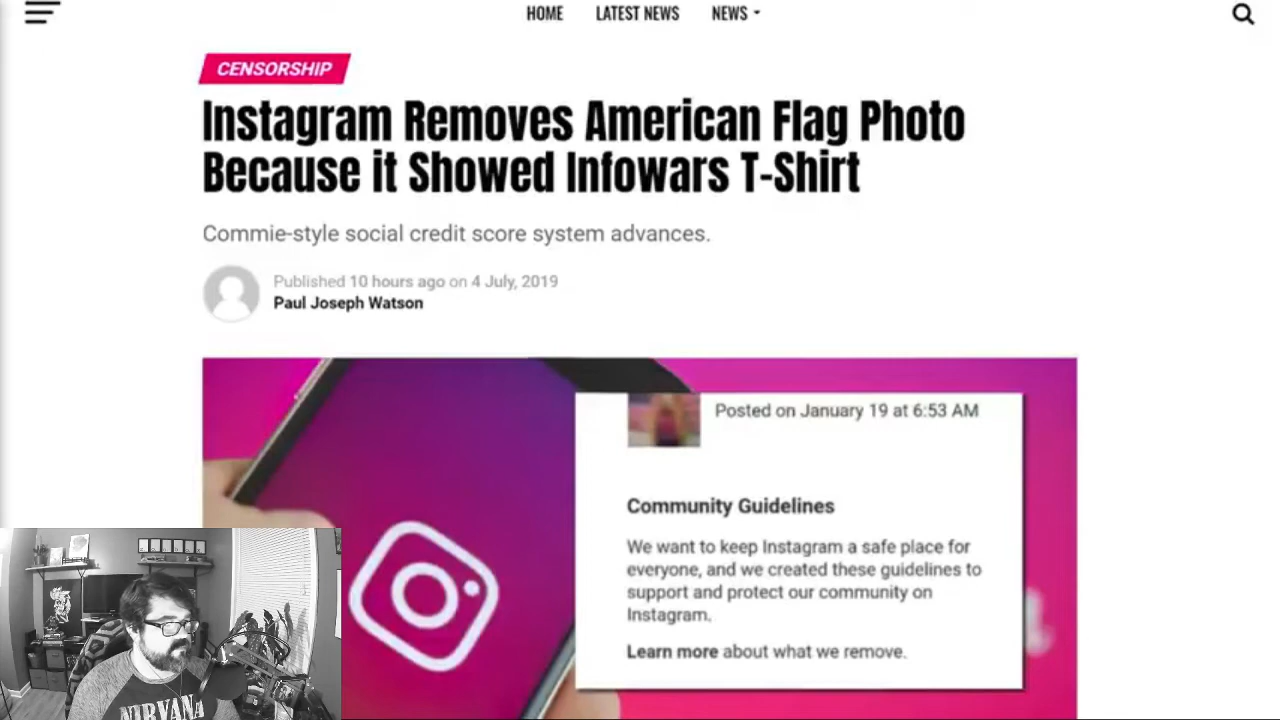 HOME LATEST NEWS NEWS
CENSORSHIP
Instagram Removes American Flag Photo
Because it Showed Infowars T-Shirt
Commie-style social credit score system advances.
Published 10 hours ago on 4 July, 2019
Paul Joseph Watson
Posted on January 19 at 6:53 AM
Community Guidelines
We want to keep Instagram a safe place for
everyone, and we created these guidelines to
support and protect our community on
Instagram.
Learn more about what we remove.
NIRVANA